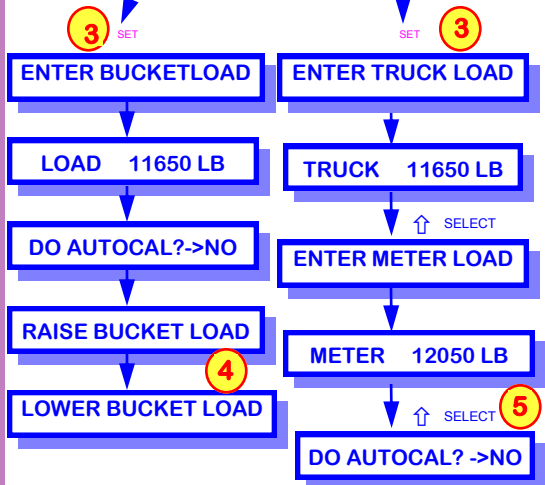 3 SET
ENTER BUCKETLOAD
LOAD 11650 LB
DO AUTOCAL?->NO
RAISE BUCKET LOAD
4
LOWER BUCKET LOAD
SET 3
ENTER TRUCK LOAD
TRUCK 11650 LB
⇧ SELECT
ENTER METER LOAD
METER 12050 LB
⇧ SELECT 5
DO AUTOCAL? ->NO